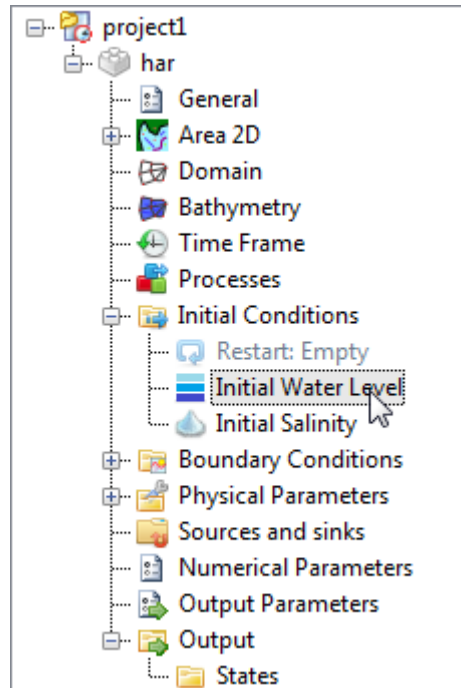 project1
har
General
Area 2D
Domain
Bathymetry
Time Frame
Processes
Initial Conditions
Restart: Empty
Initial Water Level
Initial Salinity
Boundary Conditions
Physical Parameters
Sources and sinks
Numerical Parameters
Output Parameters
Output
States